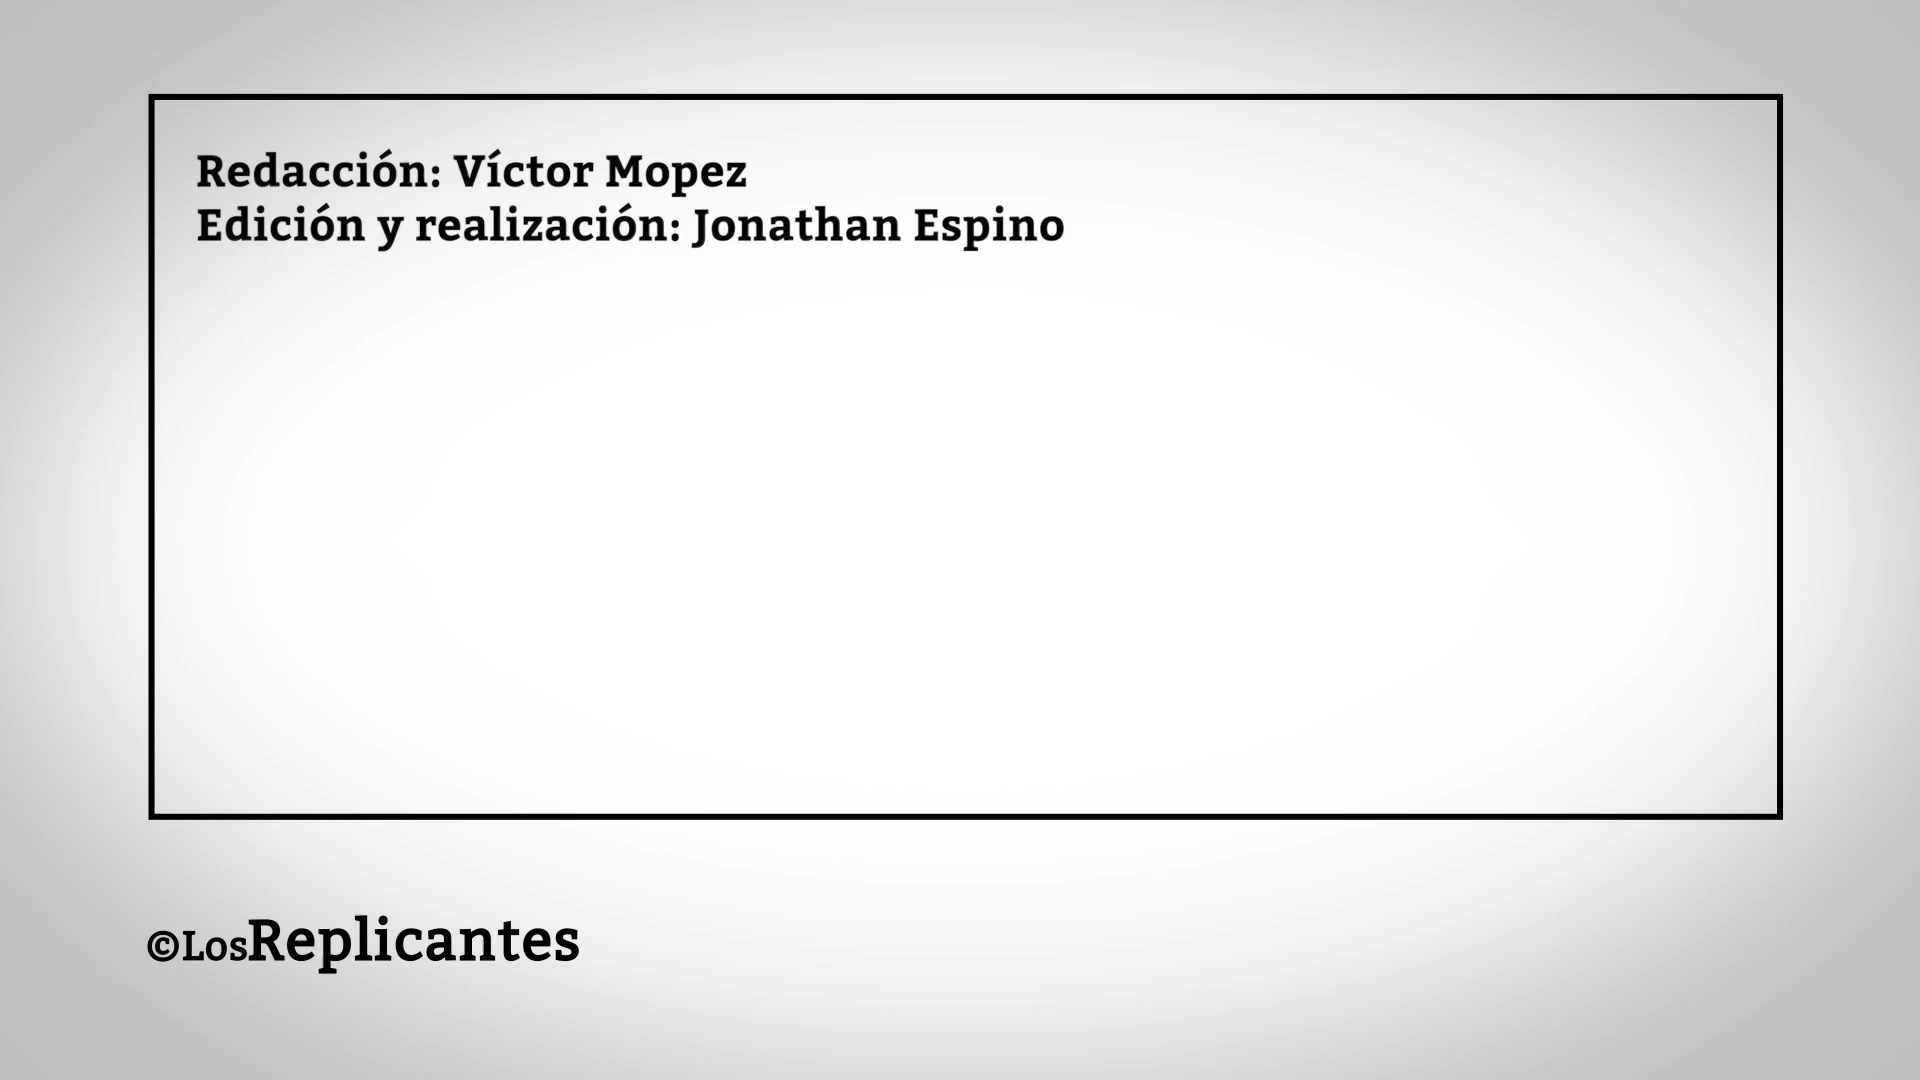 Redacción: Víctor Mopez
Edición y realización: Jonathan Espino
©LosReplicantes